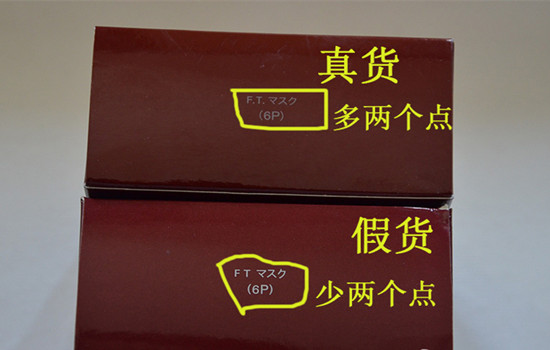 真货
F.T. マスク
(6P)
多两个点
假货
F T マスク
(6P)
少两个点